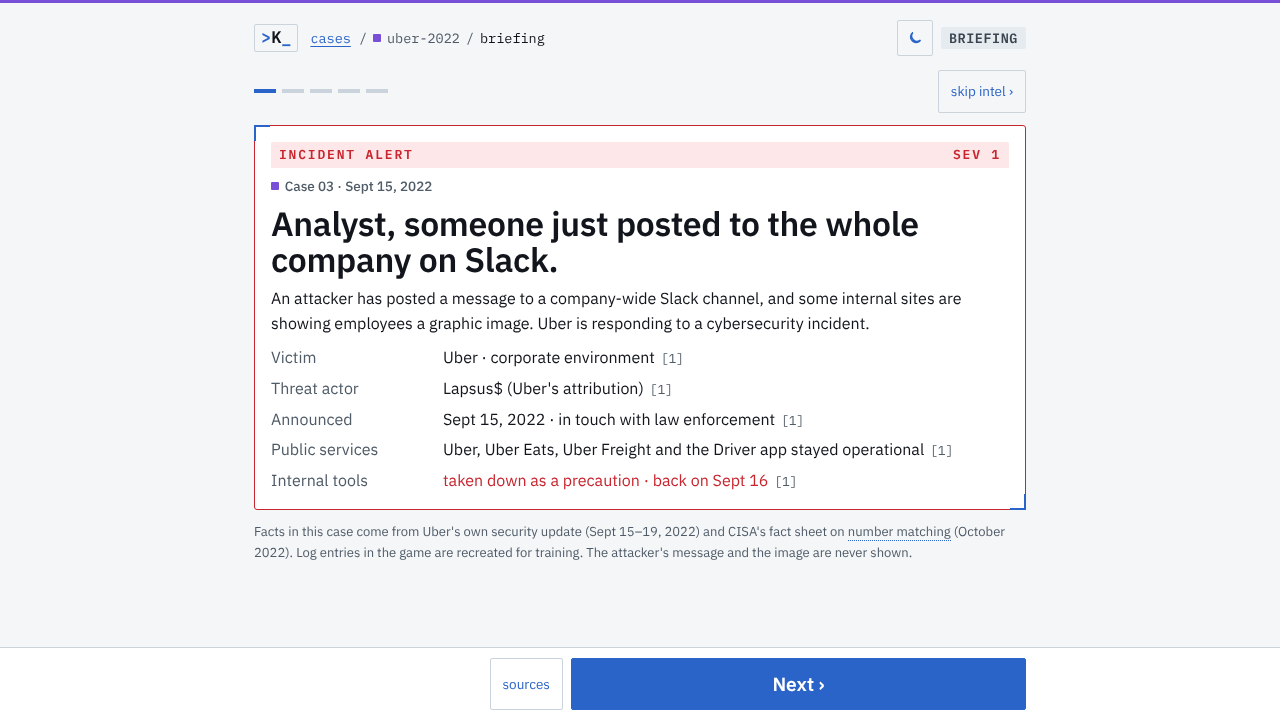 >K_ cases / uber-2022 / briefing BRIEFING
skip intel ›
INCIDENT ALERT SEV 1
Case 03 · Sept 15, 2022
Analyst, someone just posted to the whole
company on Slack.
An attacker has posted a message to a company-wide Slack channel, and some internal sites are
showing employees a graphic image. Uber is responding to a cybersecurity incident.
Victim Uber · corporate environment [1]
Threat actor Lapsus$ (Uber's attribution) [1]
Announced Sept 15, 2022 · in touch with law enforcement [1]
Public services Uber, Uber Eats, Uber Freight and the Driver app stayed operational [1]
Internal tools taken down as a precaution · back on Sept 16 [1]
Facts in this case come from Uber's own security update (Sept 15–19, 2022) and CISA's fact sheet on number matching (October
2022). Log entries in the game are recreated for training. The attacker's message and the image are never shown.
sources Next ›